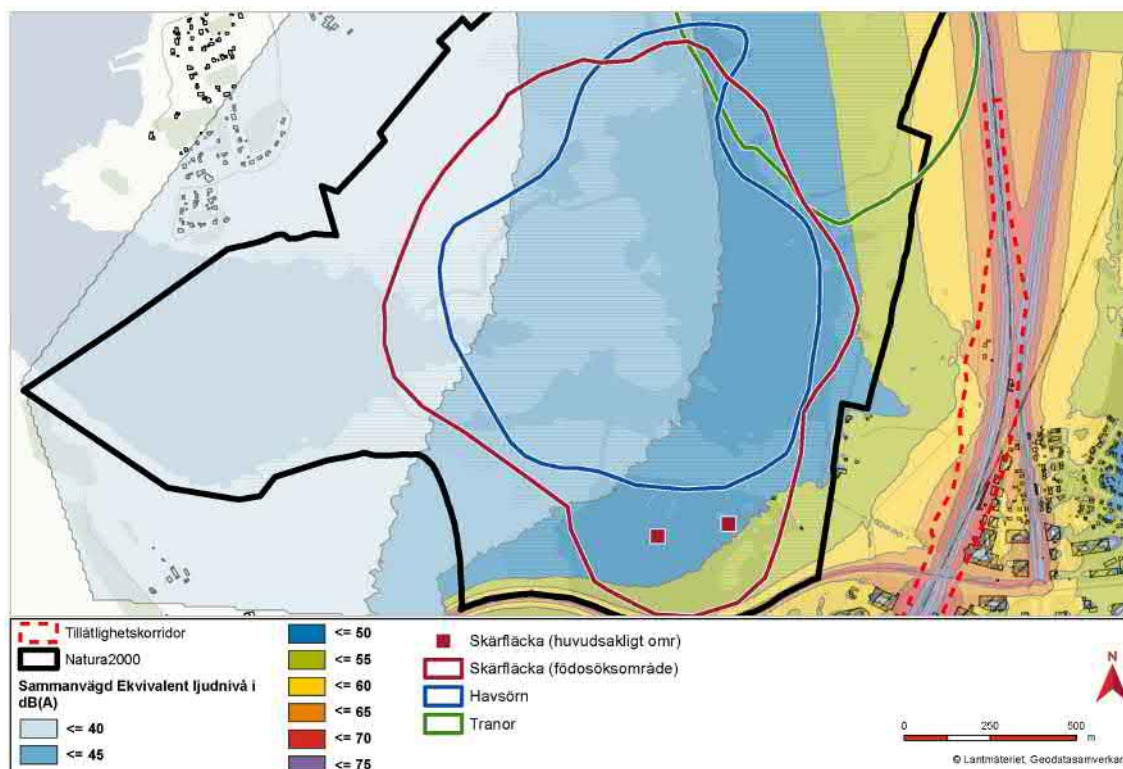 Tillåtlighetskorridor
Natura2000
Sammanvägd Ekvivalent ljudnivå i
dB(A)
<= 40
<= 45
<= 50
<= 55
<= 60
<= 65
<= 70
<= 75
Skärfläcka (huvudsakligt omr)
Skärfläcka (födosöksområde)
Havsörn
Tranor
N
0 250 500
m
© Lantmäteriet, Geodatasamverkan